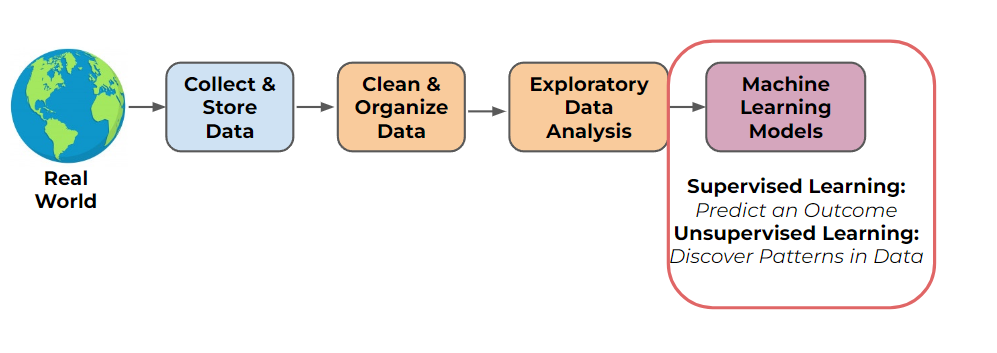 Real
World
Collect &
Store
Data
Clean &
Organize
Data
Exploratory
Data
Analysis
Machine
Learning
Models
Supervised Learning:
Predict an Outcome
Unsupervised Learning:
Discover Patterns in Data